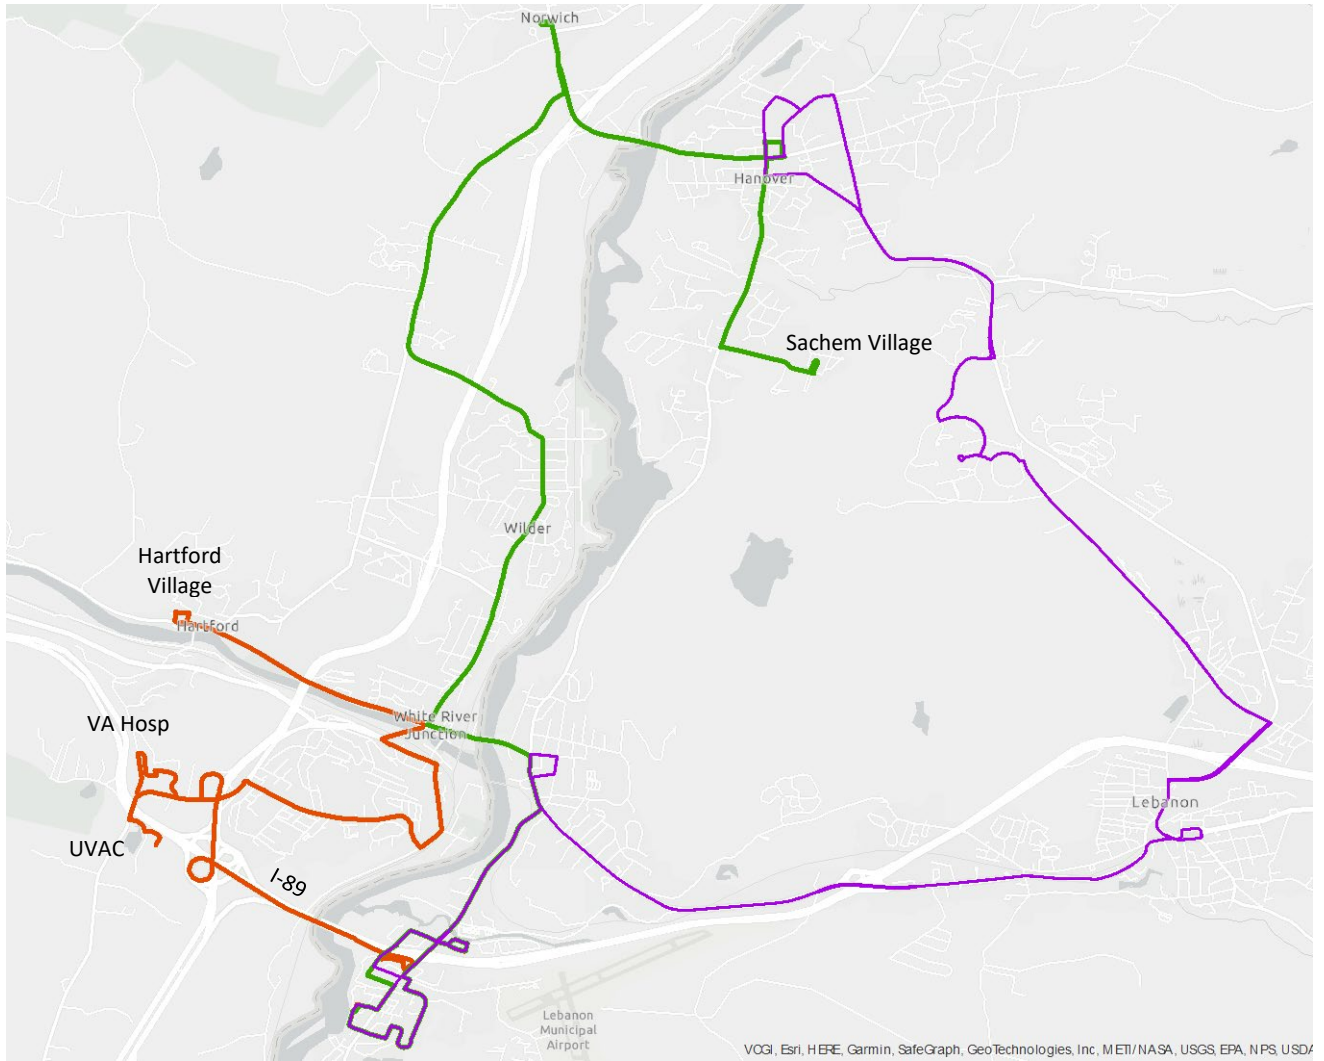 Norwich
Hanover
Sachem Village
Wilder
Hartford
Village
Hartford
White River
Junction
VA Hosp
UVAC
I-89
Lebanon
Lebanon
Municipal
Airport
VCGI, Esri, HERE, Garmin, SafeGraph, GeoTechnologies, Inc, METI/NASA, USGS, EPA, NPS, USDA